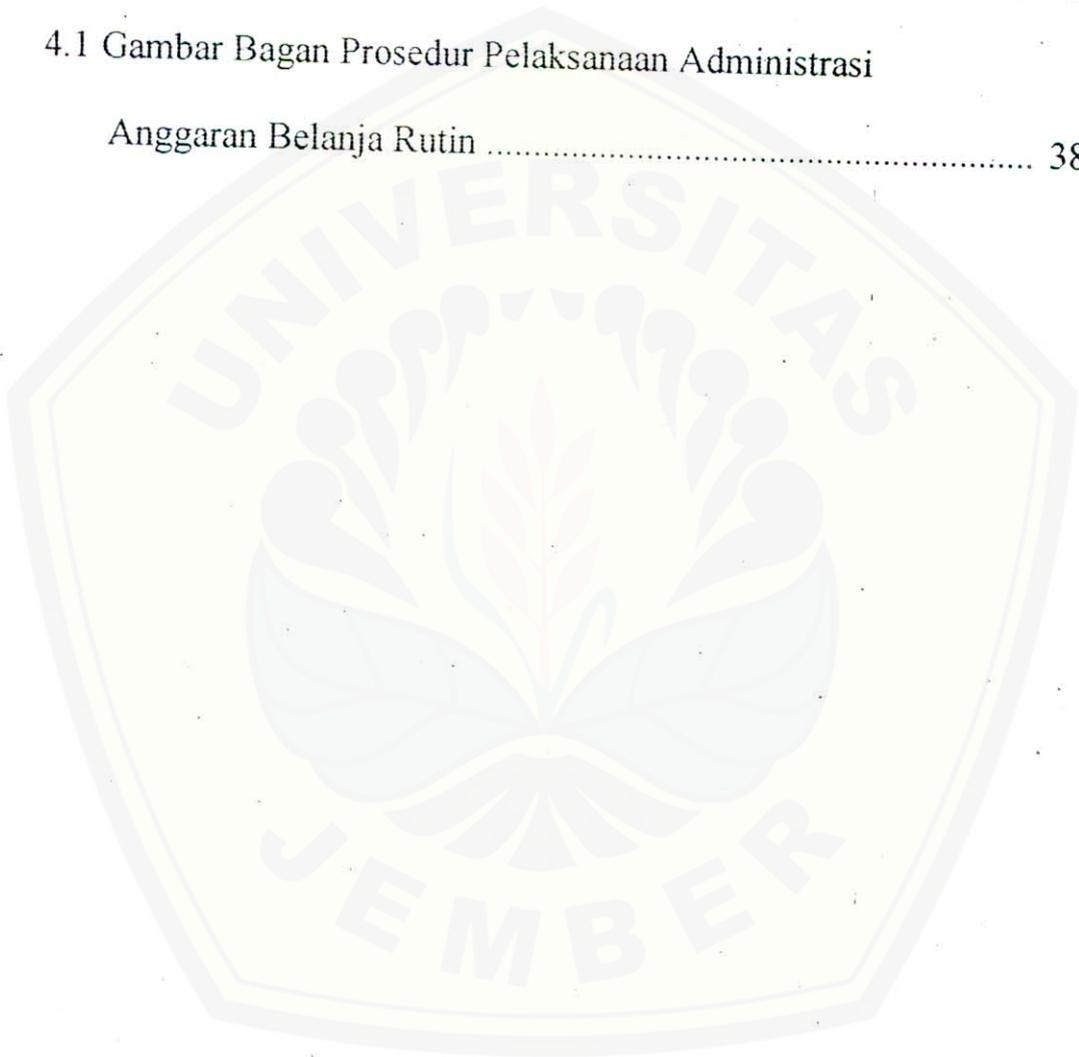 4.1 Gambar Bagan Prosedur Pelaksanaan Administrasi
Anggaran Belanja Rutin ........................................................ 38
UNIVERSITAS
JEMBER